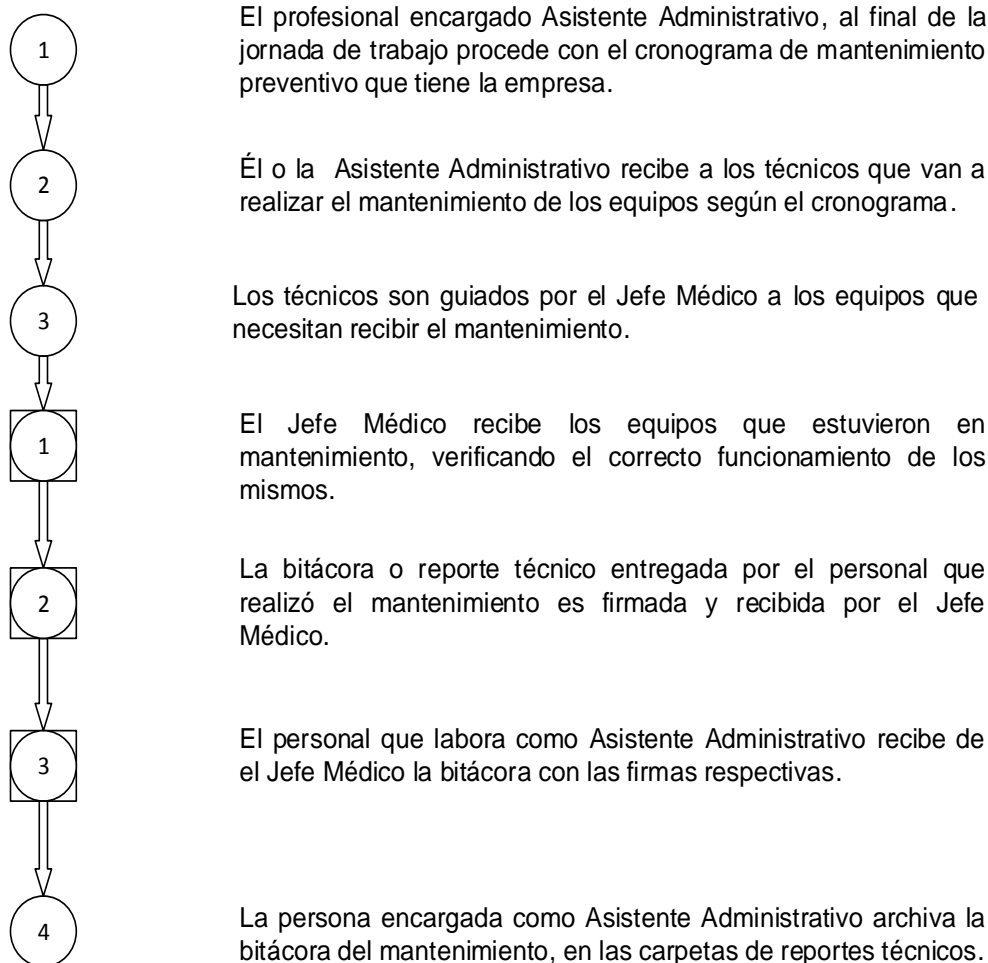 1
El profesional encargado Asistente Administrativo, al final de la
jornada de trabajo procede con el cronograma de mantenimiento
preventivo que tiene la empresa.
2
Él o la Asistente Administrativo recibe a los técnicos que van a
realizar el mantenimiento de los equipos según el cronograma.
3
Los técnicos son guiados por el Jefe Médico a los equipos que
necesitan recibir el mantenimiento.
1
El Jefe Médico recibe los equipos que estuvieron en
mantenimiento, verificando el correcto funcionamiento de los
mismos.
2
La bitácora o reporte técnico entregada por el personal que
realizó el mantenimiento es firmada y recibida por el Jefe
Médico.
3
El personal que labora como Asistente Administrativo recibe de
el Jefe Médico la bitácora con las firmas respectivas.
4
La persona encargada como Asistente Administrativo archiva la
bitácora del mantenimiento, en las carpetas de reportes técnicos.